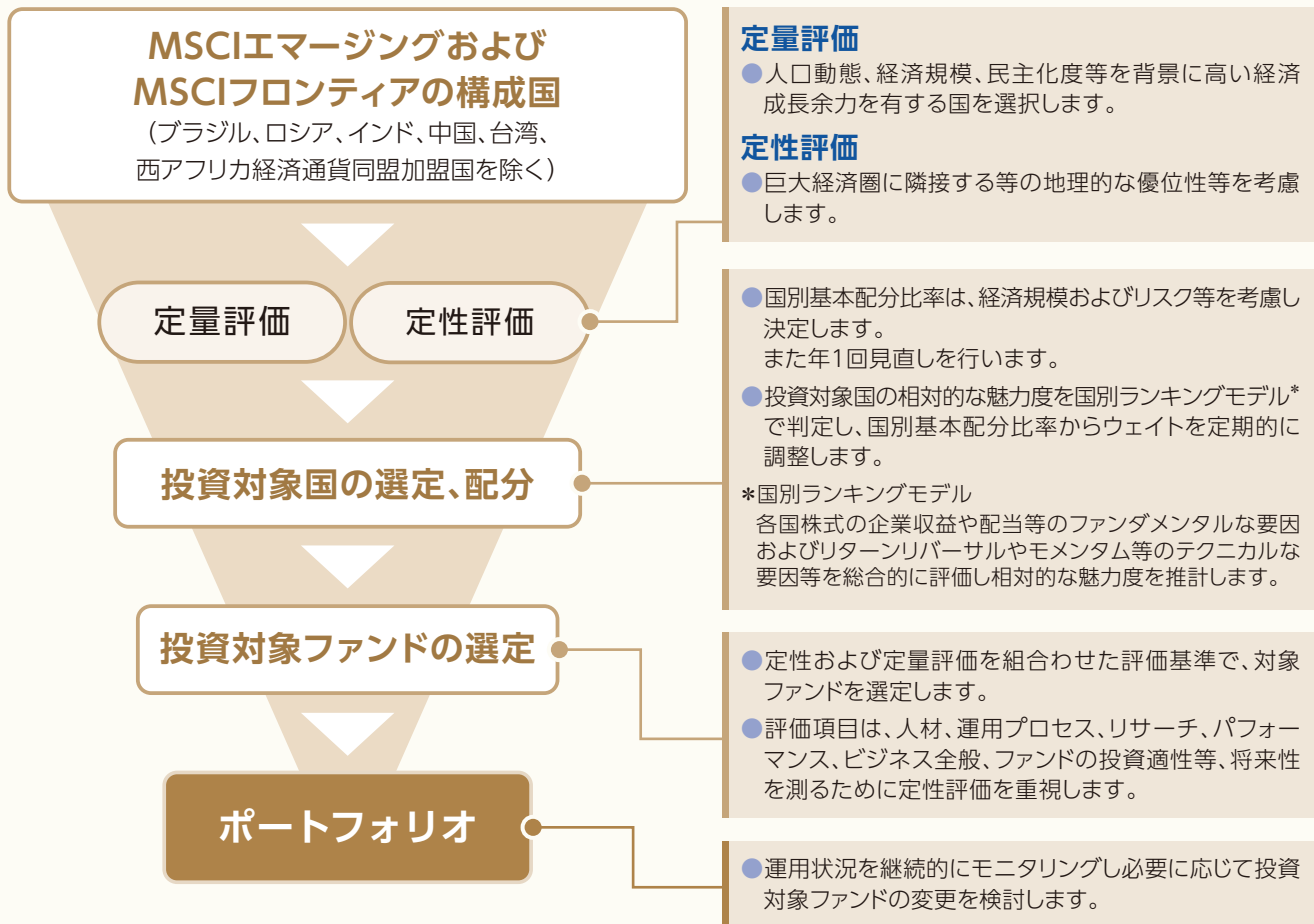 MSCIエマージングおよび
MSCIフロンティアの構成国
(ブラジル、ロシア、インド、中国、台湾、
西アフリカ経済通貨同盟加盟国を除く)
定量評価
定性評価
投資対象国の選定、配分
投資対象ファンドの選定
ポートフォリオ
定量評価
●人口動態、経済規模、民主化度等を背景に高い経済
成長余力を有する国を選択します。
定性評価
●巨大経済圏に隣接する等の地理的な優位性等を考慮
します。
●国別基本配分比率は、経済規模およびリスク等を考慮し
決定します。
また年1回見直しを行います。
●投資対象国の相対的な魅力度を国別ランキングモデル*
で判定し、国別基本配分比率からウェイトを定期的に
調整します。
*国別ランキングモデル
各国株式の企業収益や配当等のファンダメンタルな要因
およびリターンリバーサルやモメンタム等のテクニカルな
要因等を総合的に評価し相対的な魅力度を推計します。
●定性および定量評価を組合わせた評価基準で、対象
ファンドを選定します。
●評価項目は、人材、運用プロセス、リサーチ、パフォー
マンス、ビジネス全般、ファンドの投資適性等、将来性
を測るために定性評価を重視します。
●運用状況を継続的にモニタリングし必要に応じて投資
対象ファンドの変更を検討します。